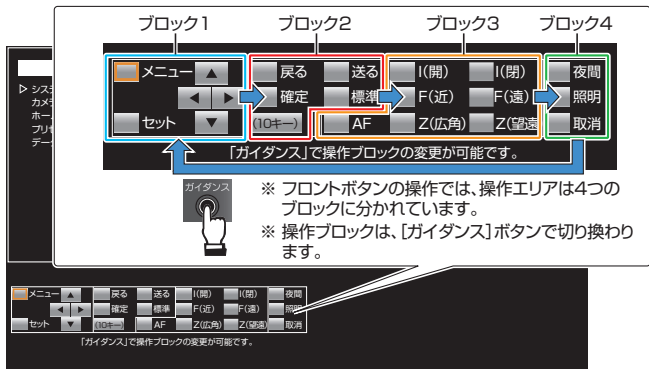 ブロック1 ブロック2 ブロック3 ブロック4
メニュー ▲ 戻る 送る I(開) I(閉) 夜間
◀ ▶ 確定 標準 F(近) F(遠) 照明
セット ▼ (10キー) AF Z(広角) Z(望遠) 取消
「ガイダンス」で操作ブロックの変更が可能です。
ガイダンス
※ フロントボタンの操作では、操作エリアは4つの
ブロックに分かれています。
※ 操作ブロックは、[ガイダンス]ボタンで切り換わり
ます。
▷ シス
カメ
ホー
プリ
デー
メニュー ▲ 戻る 送る I(開) I(閉) 夜間
◀ ▶ 確定 標準 F(近) F(遠) 照明
セット ▼ (10キー) AF Z(広角) Z(望遠) 取消
「ガイダンス」で操作ブロックの変更が可能です。